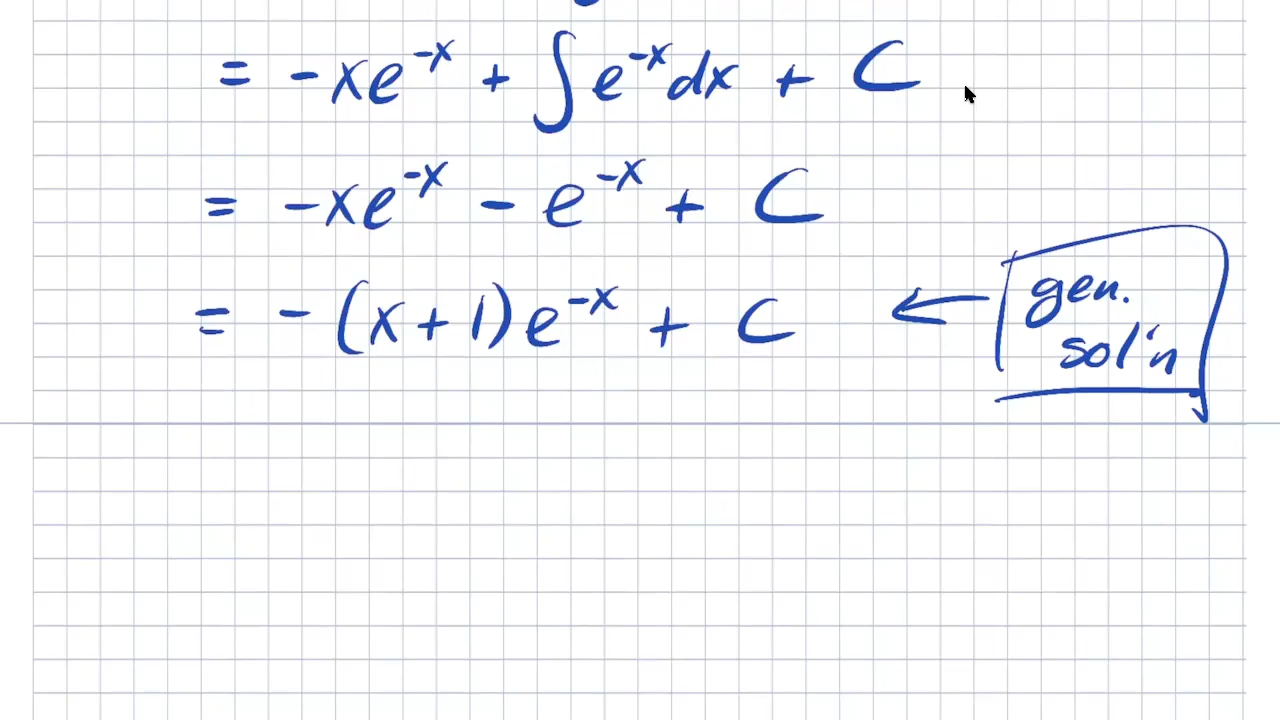 = -xe^{-x} + ∫ e^{-x} dx + C
= -xe^{-x} - e^{-x} + C
= -(x+1)e^{-x} + C ← gen.
sol'n